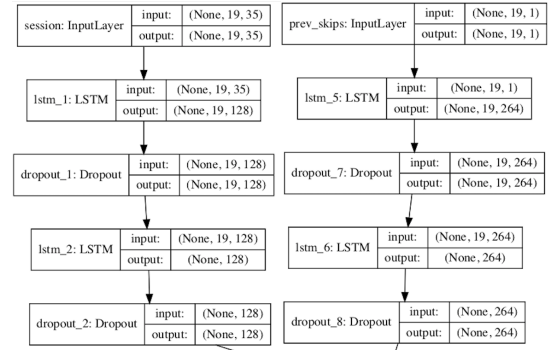 session: InputLayer
input: (None, 19, 35)
output: (None, 19, 35)
lstm_1: LSTM
input: (None, 19, 35)
output: (None, 19, 128)
dropout_1: Dropout
input: (None, 19, 128)
output: (None, 19, 128)
lstm_2: LSTM
input: (None, 19, 128)
output: (None, 128)
dropout_2: Dropout
input: (None, 128)
output: (None, 128)
prev_skips: InputLayer
input: (None, 19, 1)
output: (None, 19, 1)
lstm_5: LSTM
input: (None, 19, 1)
output: (None, 19, 264)
dropout_7: Dropout
input: (None, 19, 264)
output: (None, 19, 264)
lstm_6: LSTM
input: (None, 19, 264)
output: (None, 264)
dropout_8: Dropout
input: (None, 264)
output: (None, 264)